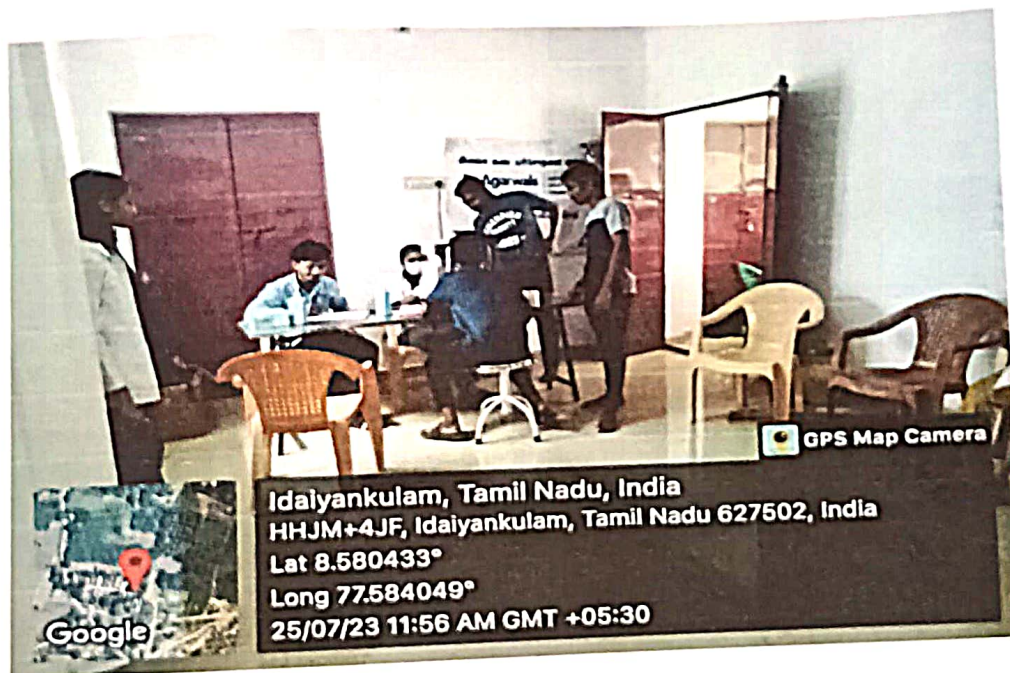 Agarwals
GPS Map Camera
Idaiyankulam, Tamil Nadu, India
HHJM+4JF, Idaiyankulam, Tamil Nadu 627502, India
Lat 8.580433°
Long 77.584049°
25/07/23 11:56 AM GMT +05:30
Google